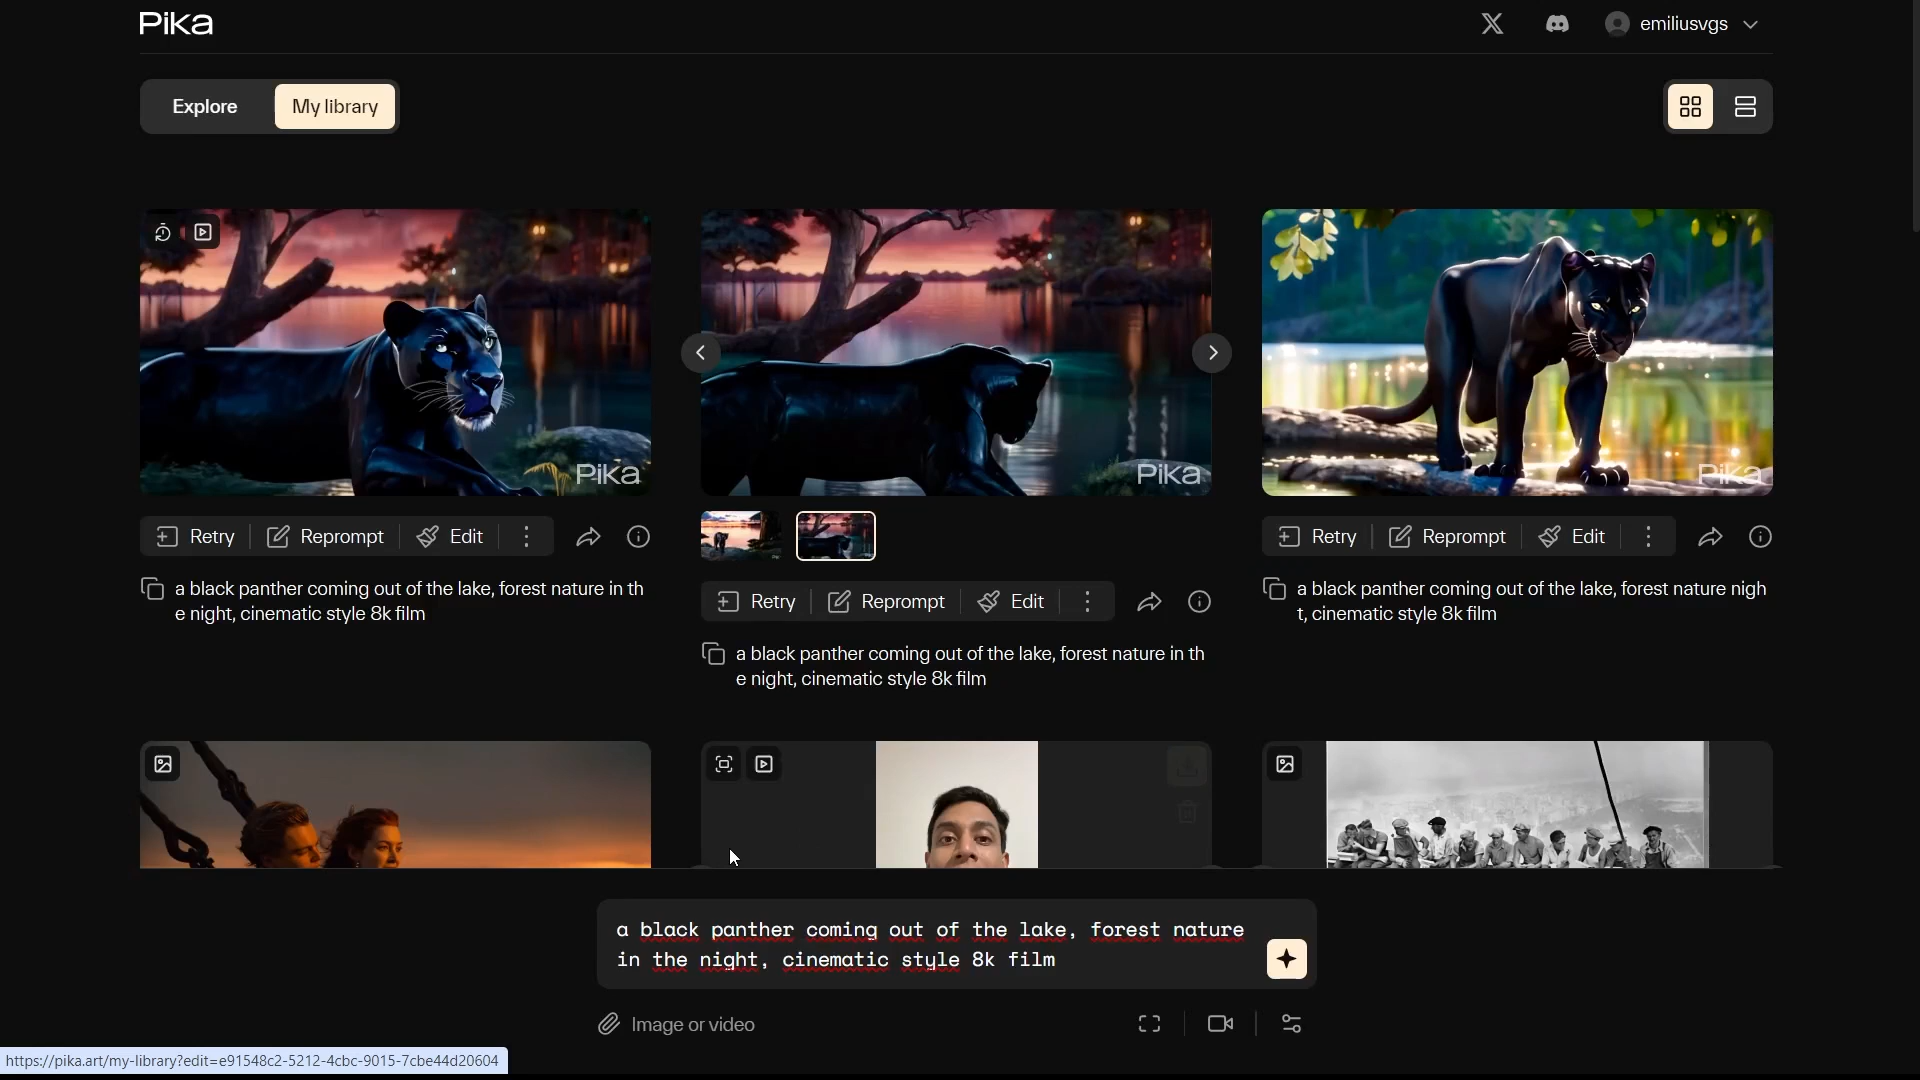 Pika
emiliusvgs
Explore
My library
Pika
Pika
Pika
Retry
Reprompt
Edit
Retry
Reprompt
Edit
a black panther coming out of the lake, forest nature in th
e night, cinematic style 8k film
a black panther coming out of the lake, forest nature nigh
t, cinematic style 8k film
Retry
Reprompt
Edit
a black panther coming out of the lake, forest nature in th
e night, cinematic style 8k film
a black panther coming out of the lake, forest nature
in the night, cinematic style 8k film
Image or video
https://pika.art/my-library?edit=e91548c2-5212-4cbc-9015-7cbe44d20604